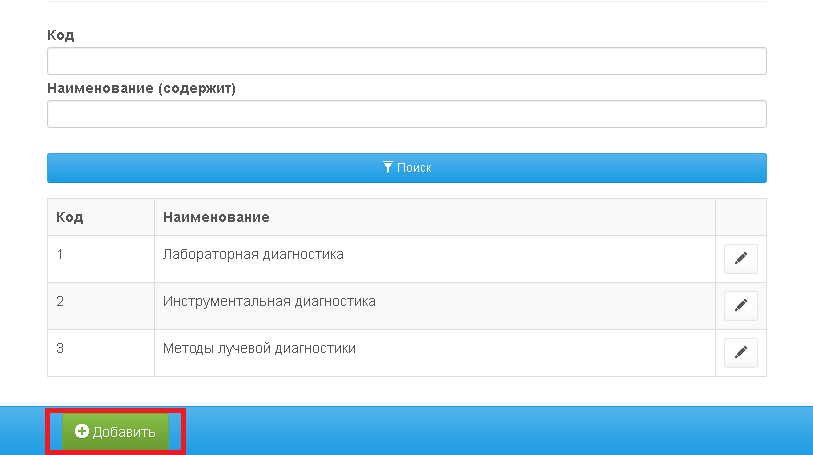 Код
Наименование (содержит)
Поиск
Код Наименование
1 Лабораторная диагностика
2 Инструментальная диагностика
3 Методы лучевой диагностики
Добавить